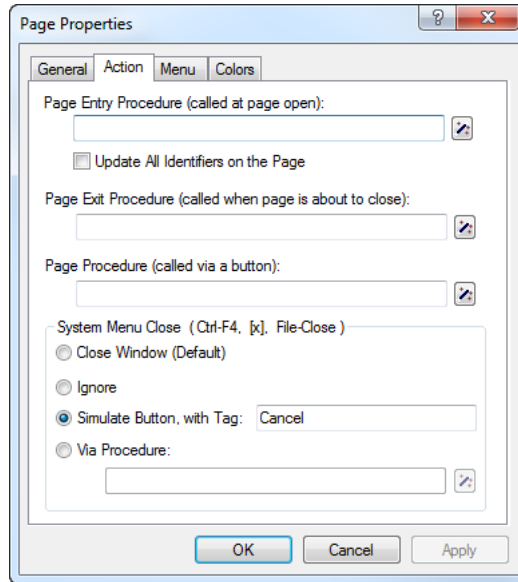 Page Properties
General Action Menu Colors
Page Entry Procedure (called at page open):
Update All Identifiers on the Page
Page Exit Procedure (called when page is about to close):
Page Procedure (called via a button):
System Menu Close ( Ctrl-F4, [x], File-Close )
Close Window (Default)
Ignore
Simulate Button, with Tag: Cancel
Via Procedure:
OK Cancel Apply